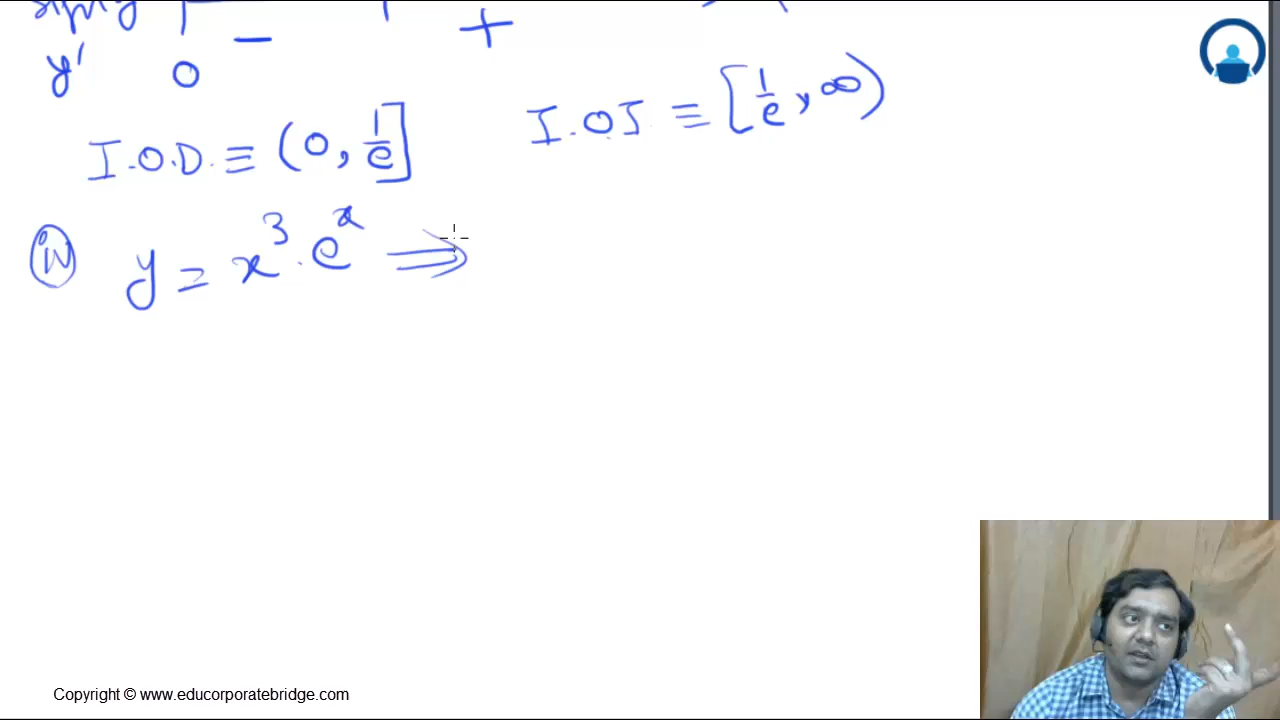 y' 0 − +
I.O.D. ≡ (0, 1/e] I.O.I. ≡ [1/e, ∞)
(iv) y = x³.eˣ ⇒
Copyright © www.educorporatebridge.com